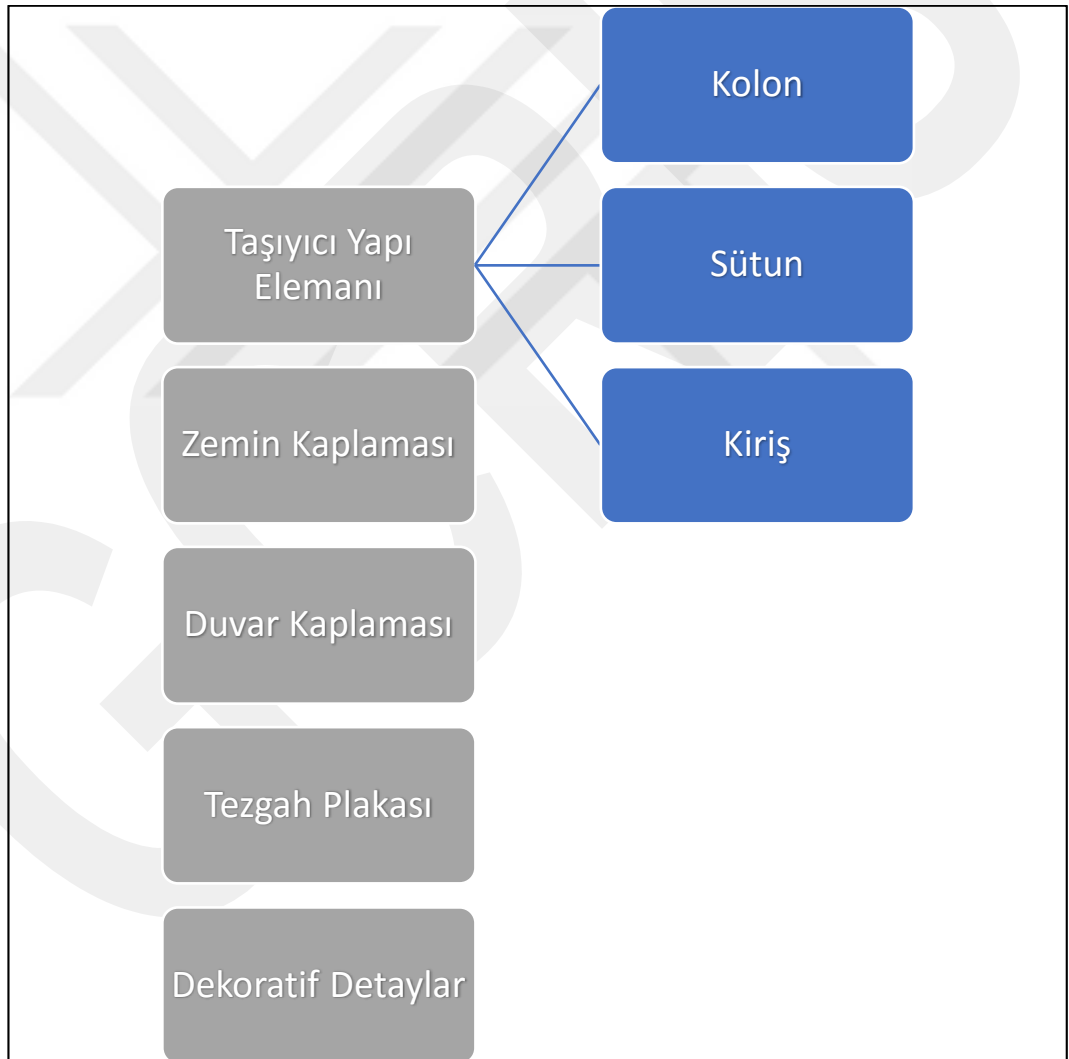 Kolon
Taşıyıcı Yapı
Elemanı
Sütun
Zemin Kaplaması
Kiriş
Duvar Kaplaması
Tezgah Plakası
Dekoratif Detaylar